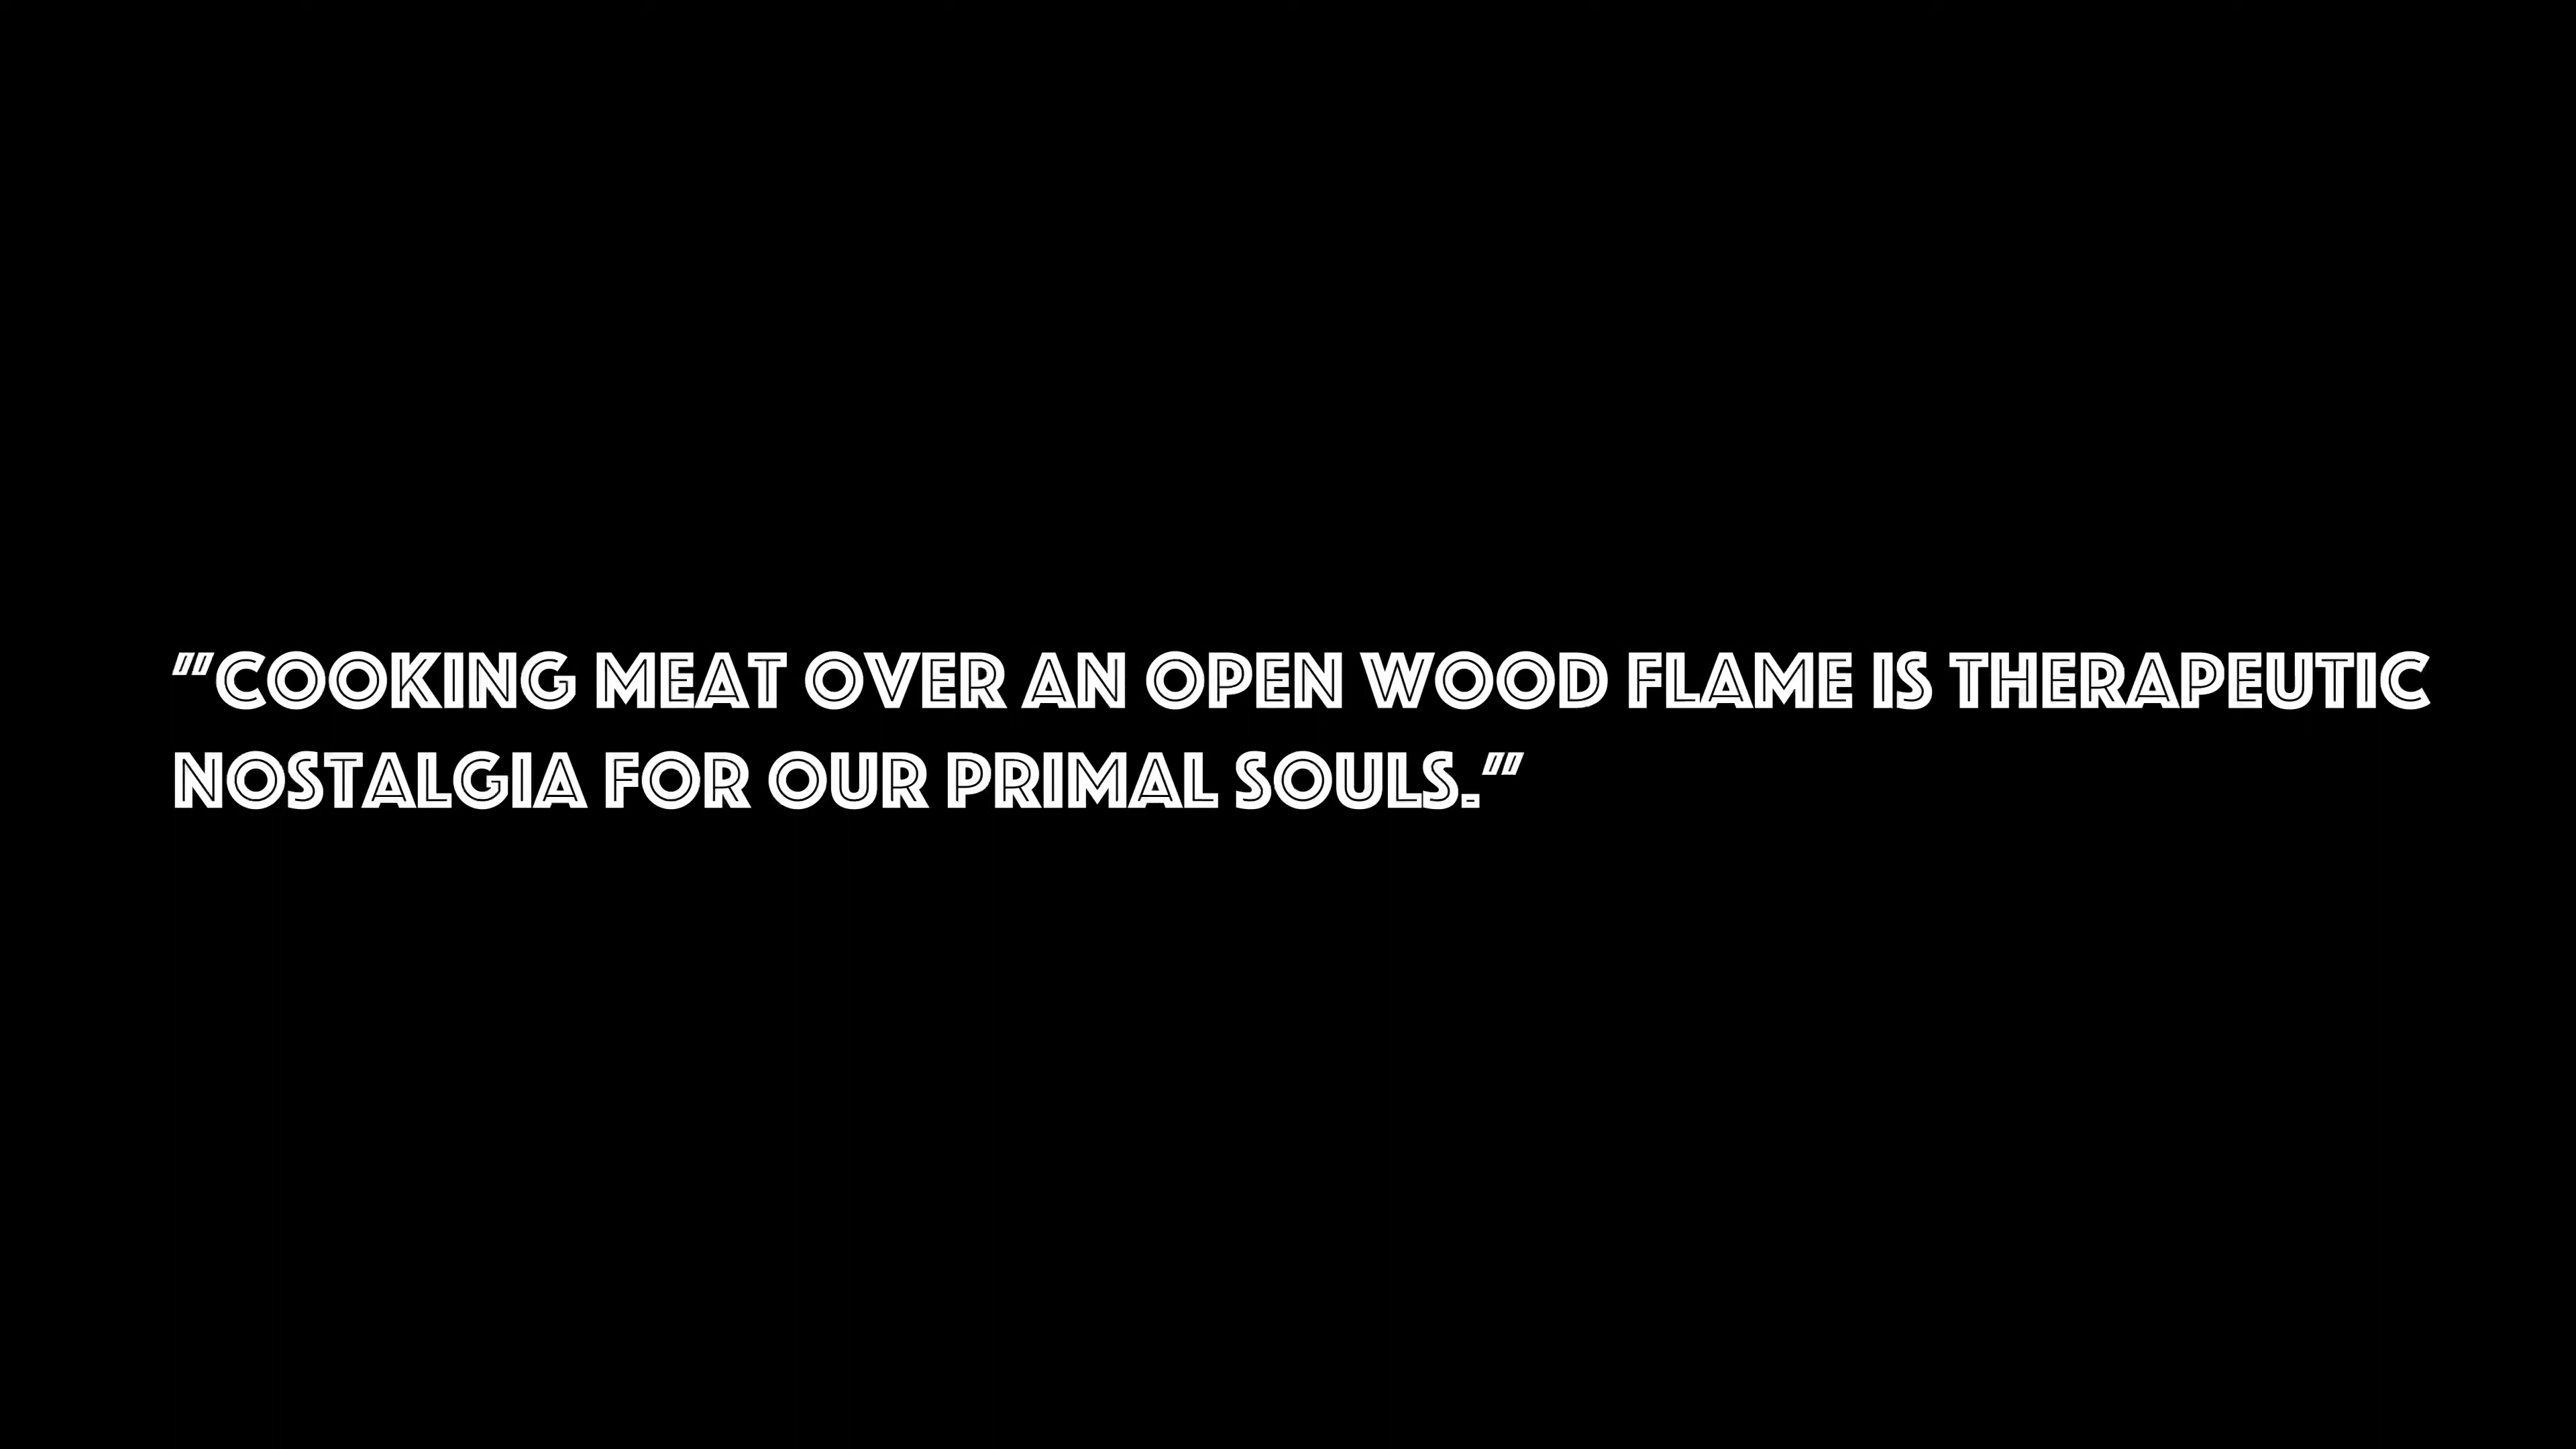 "COOKING MEAT OVER AN OPEN WOOD FLAME IS THERAPEUTIC
NOSTALGIA FOR OUR PRIMAL SOULS."